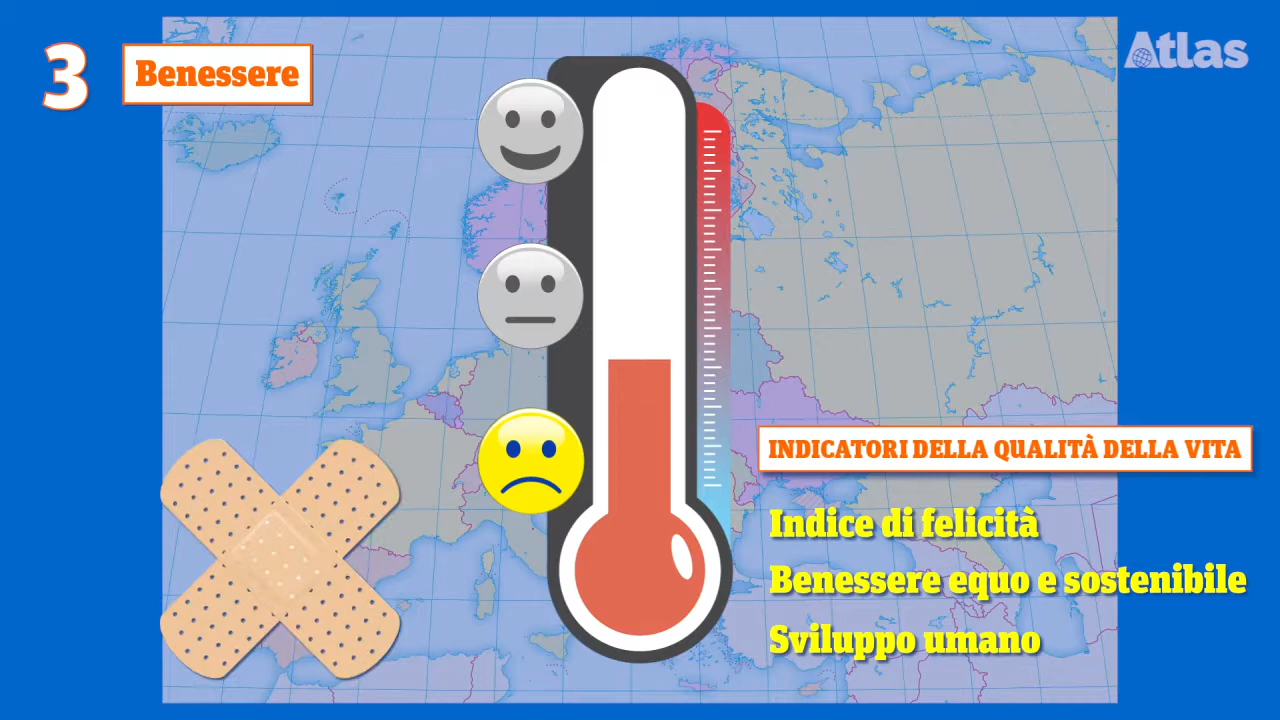 3
Benessere
Atlas
INDICATORI DELLA QUALITÀ DELLA VITA
Indice di felicità
Benessere equo e sostenibile
Sviluppo umano